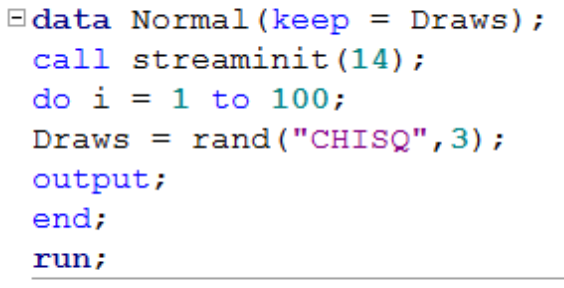 data Normal(keep = Draws);
call streaminit(14);
do i = 1 to 100;
Draws = rand("CHISQ",3);
output;
end;
run;